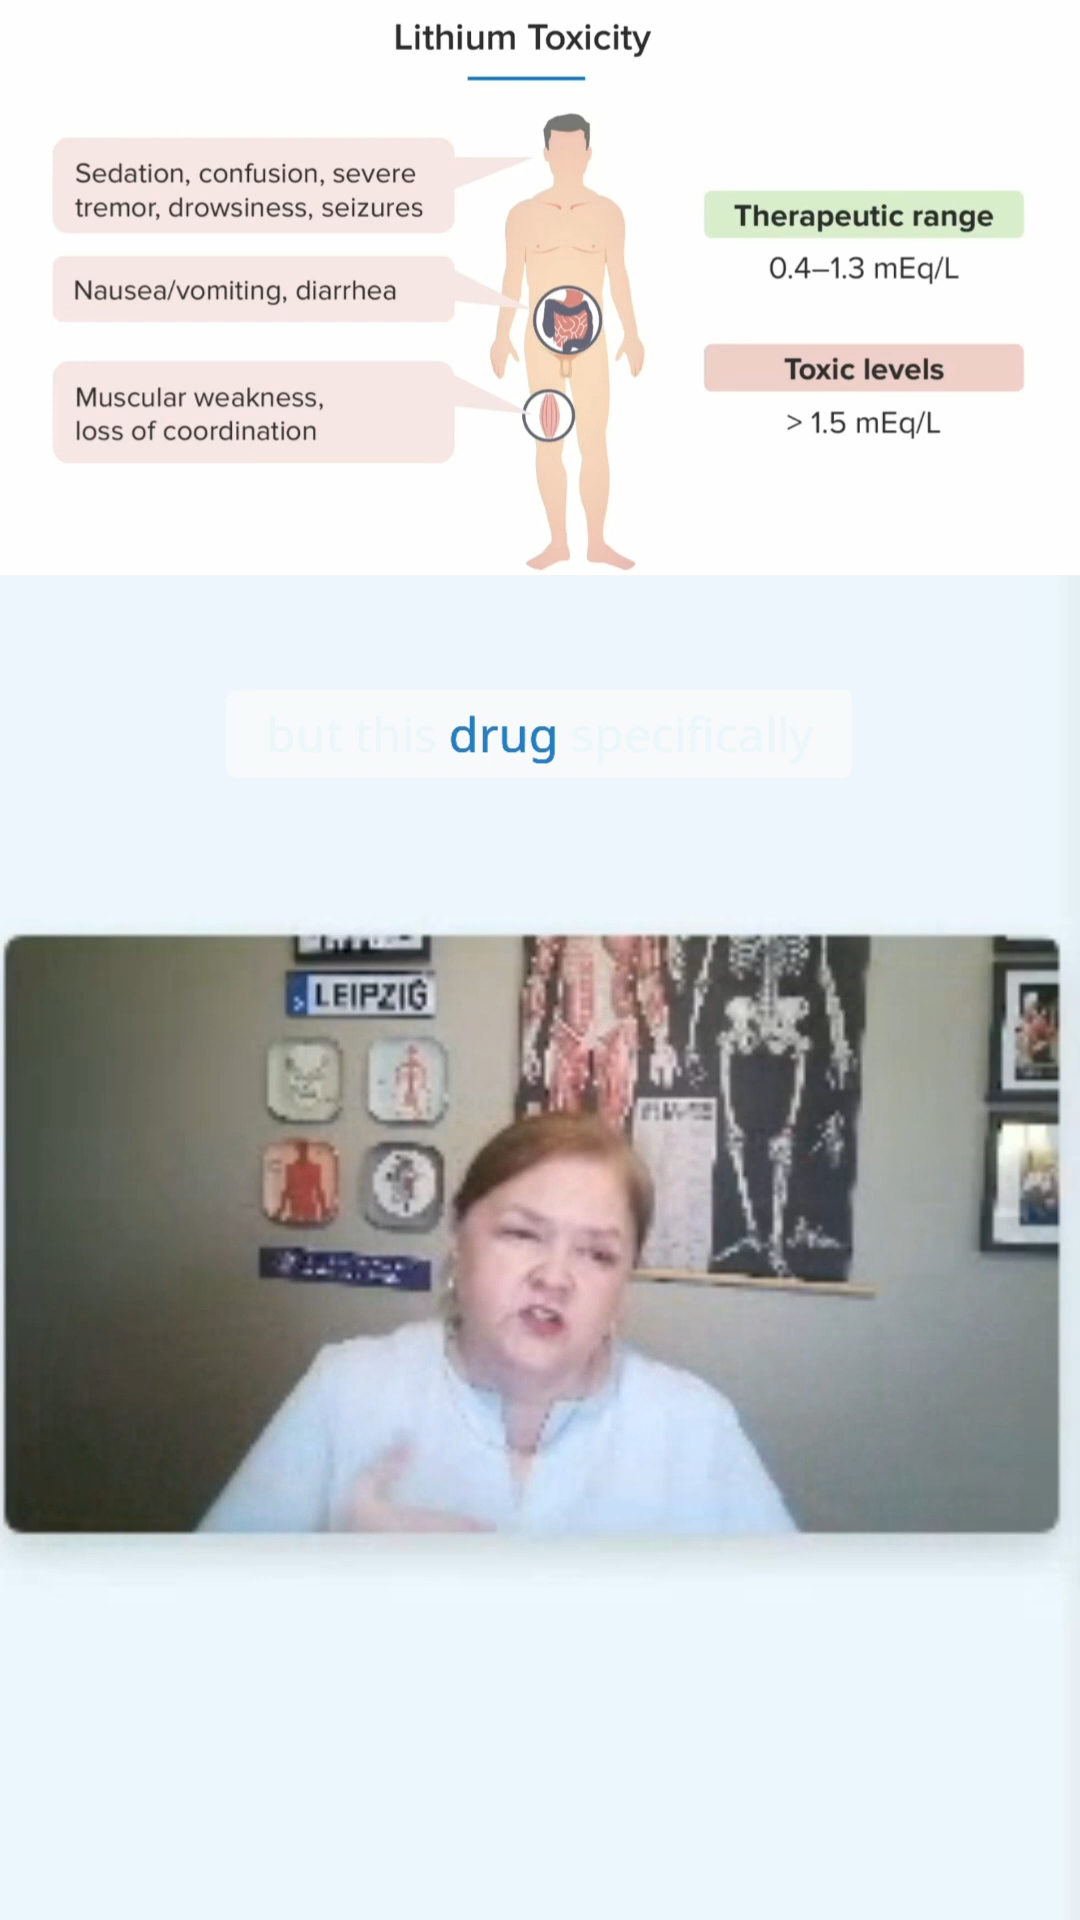 Lithium Toxicity
Sedation, confusion, severe
tremor, drowsiness, seizures
Nausea/vomiting, diarrhea
Muscular weakness,
loss of coordination
Therapeutic range
0.4–1.3 mEq/L
Toxic levels
> 1.5 mEq/L
but this drug specifically
LEIPZIG